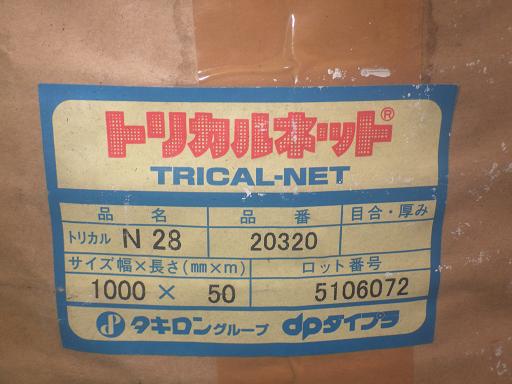 トリカルネット®
TRICAL-NET
品名 品番 目合・厚み
トリカル N 28 20320
サイズ幅×長さ(mm×m) ロット番号
1000 × 50 5106072
タキロングループ dpダイプラ